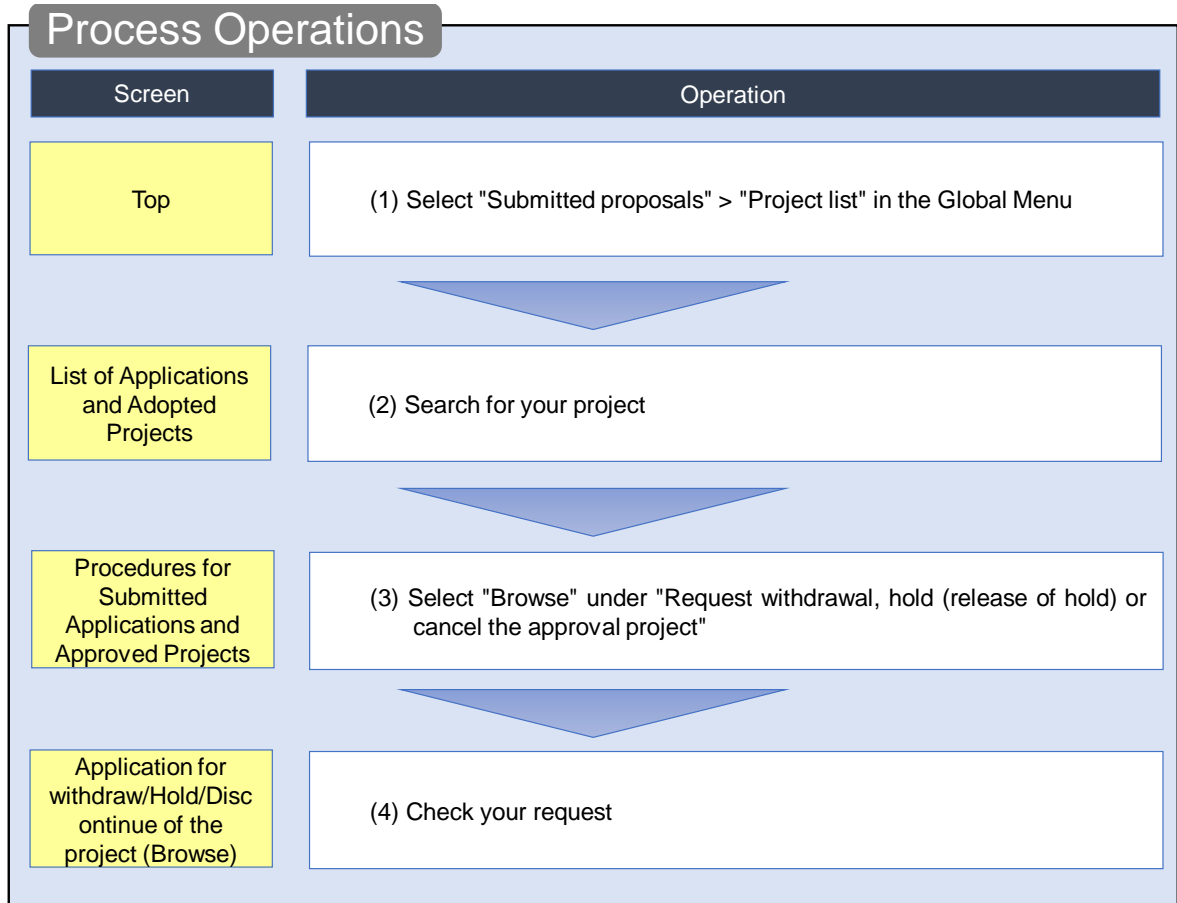 Process Operations
Screen
Operation
Top
(1) Select "Submitted proposals" > "Project list" in the Global Menu
List of Applications
and Adopted
Projects
(2) Search for your project
Procedures for
Submitted
Applications and
Approved Projects
(3) Select "Browse" under "Request withdrawal, hold (release of hold) or
cancel the approval project"
Application for
withdraw/Hold/Disc
ontinue of the
project (Browse)
(4) Check your request